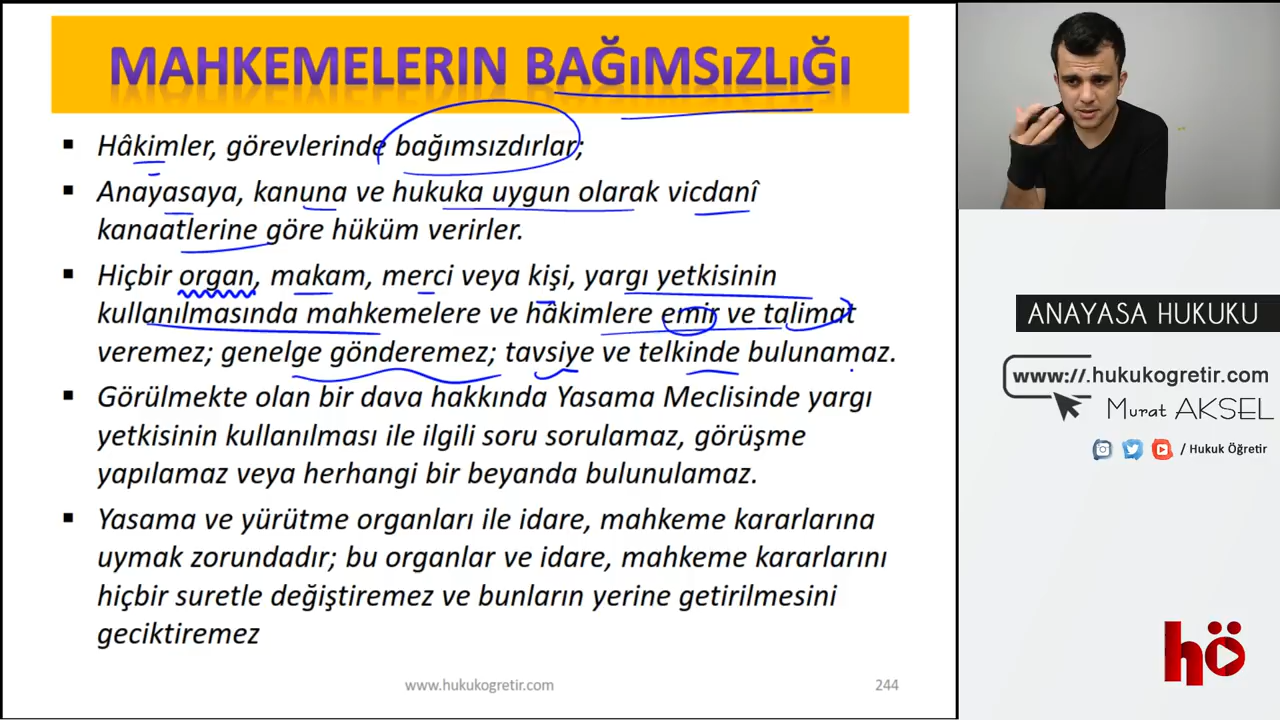 MAHKEMELERIN BAĞıMSıZLıĞı
▪ Hâkimler, görevlerinde bağımsızdırlar;
▪ Anayasaya, kanuna ve hukuka uygun olarak vicdanî
kanaatlerine göre hüküm verirler.
▪ Hiçbir organ, makam, merci veya kişi, yargı yetkisinin
kullanılmasında mahkemelere ve hâkimlere emir ve talimat
veremez; genelge gönderemez; tavsiye ve telkinde bulunamaz.
▪ Görülmekte olan bir dava hakkında Yasama Meclisinde yargı
yetkisinin kullanılması ile ilgili soru sorulamaz, görüşme
yapılamaz veya herhangi bir beyanda bulunulamaz.
▪ Yasama ve yürütme organları ile idare, mahkeme kararlarına
uymak zorundadır; bu organlar ve idare, mahkeme kararlarını
hiçbir suretle değiştiremez ve bunların yerine getirilmesini
geciktiremez
www.hukukogretir.com
244
ANAYASA HUKUKU
www://.hukukogretir.com
Murat AKSEL
/ Hukuk Öğretir
hö